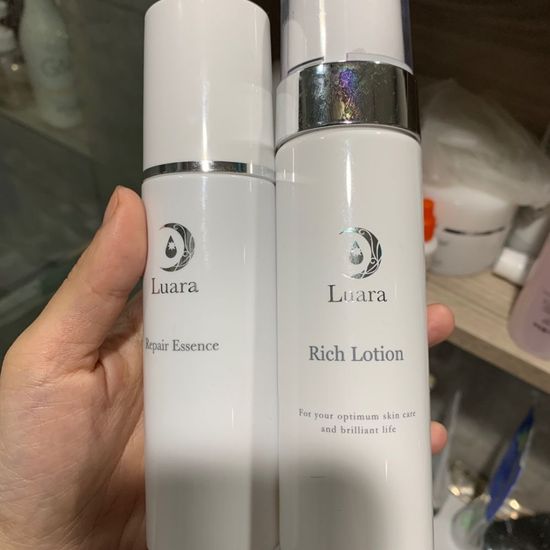 Luara
Repair Essence
Luara
Rich Lotion
For your optimum skin care
and brilliant life